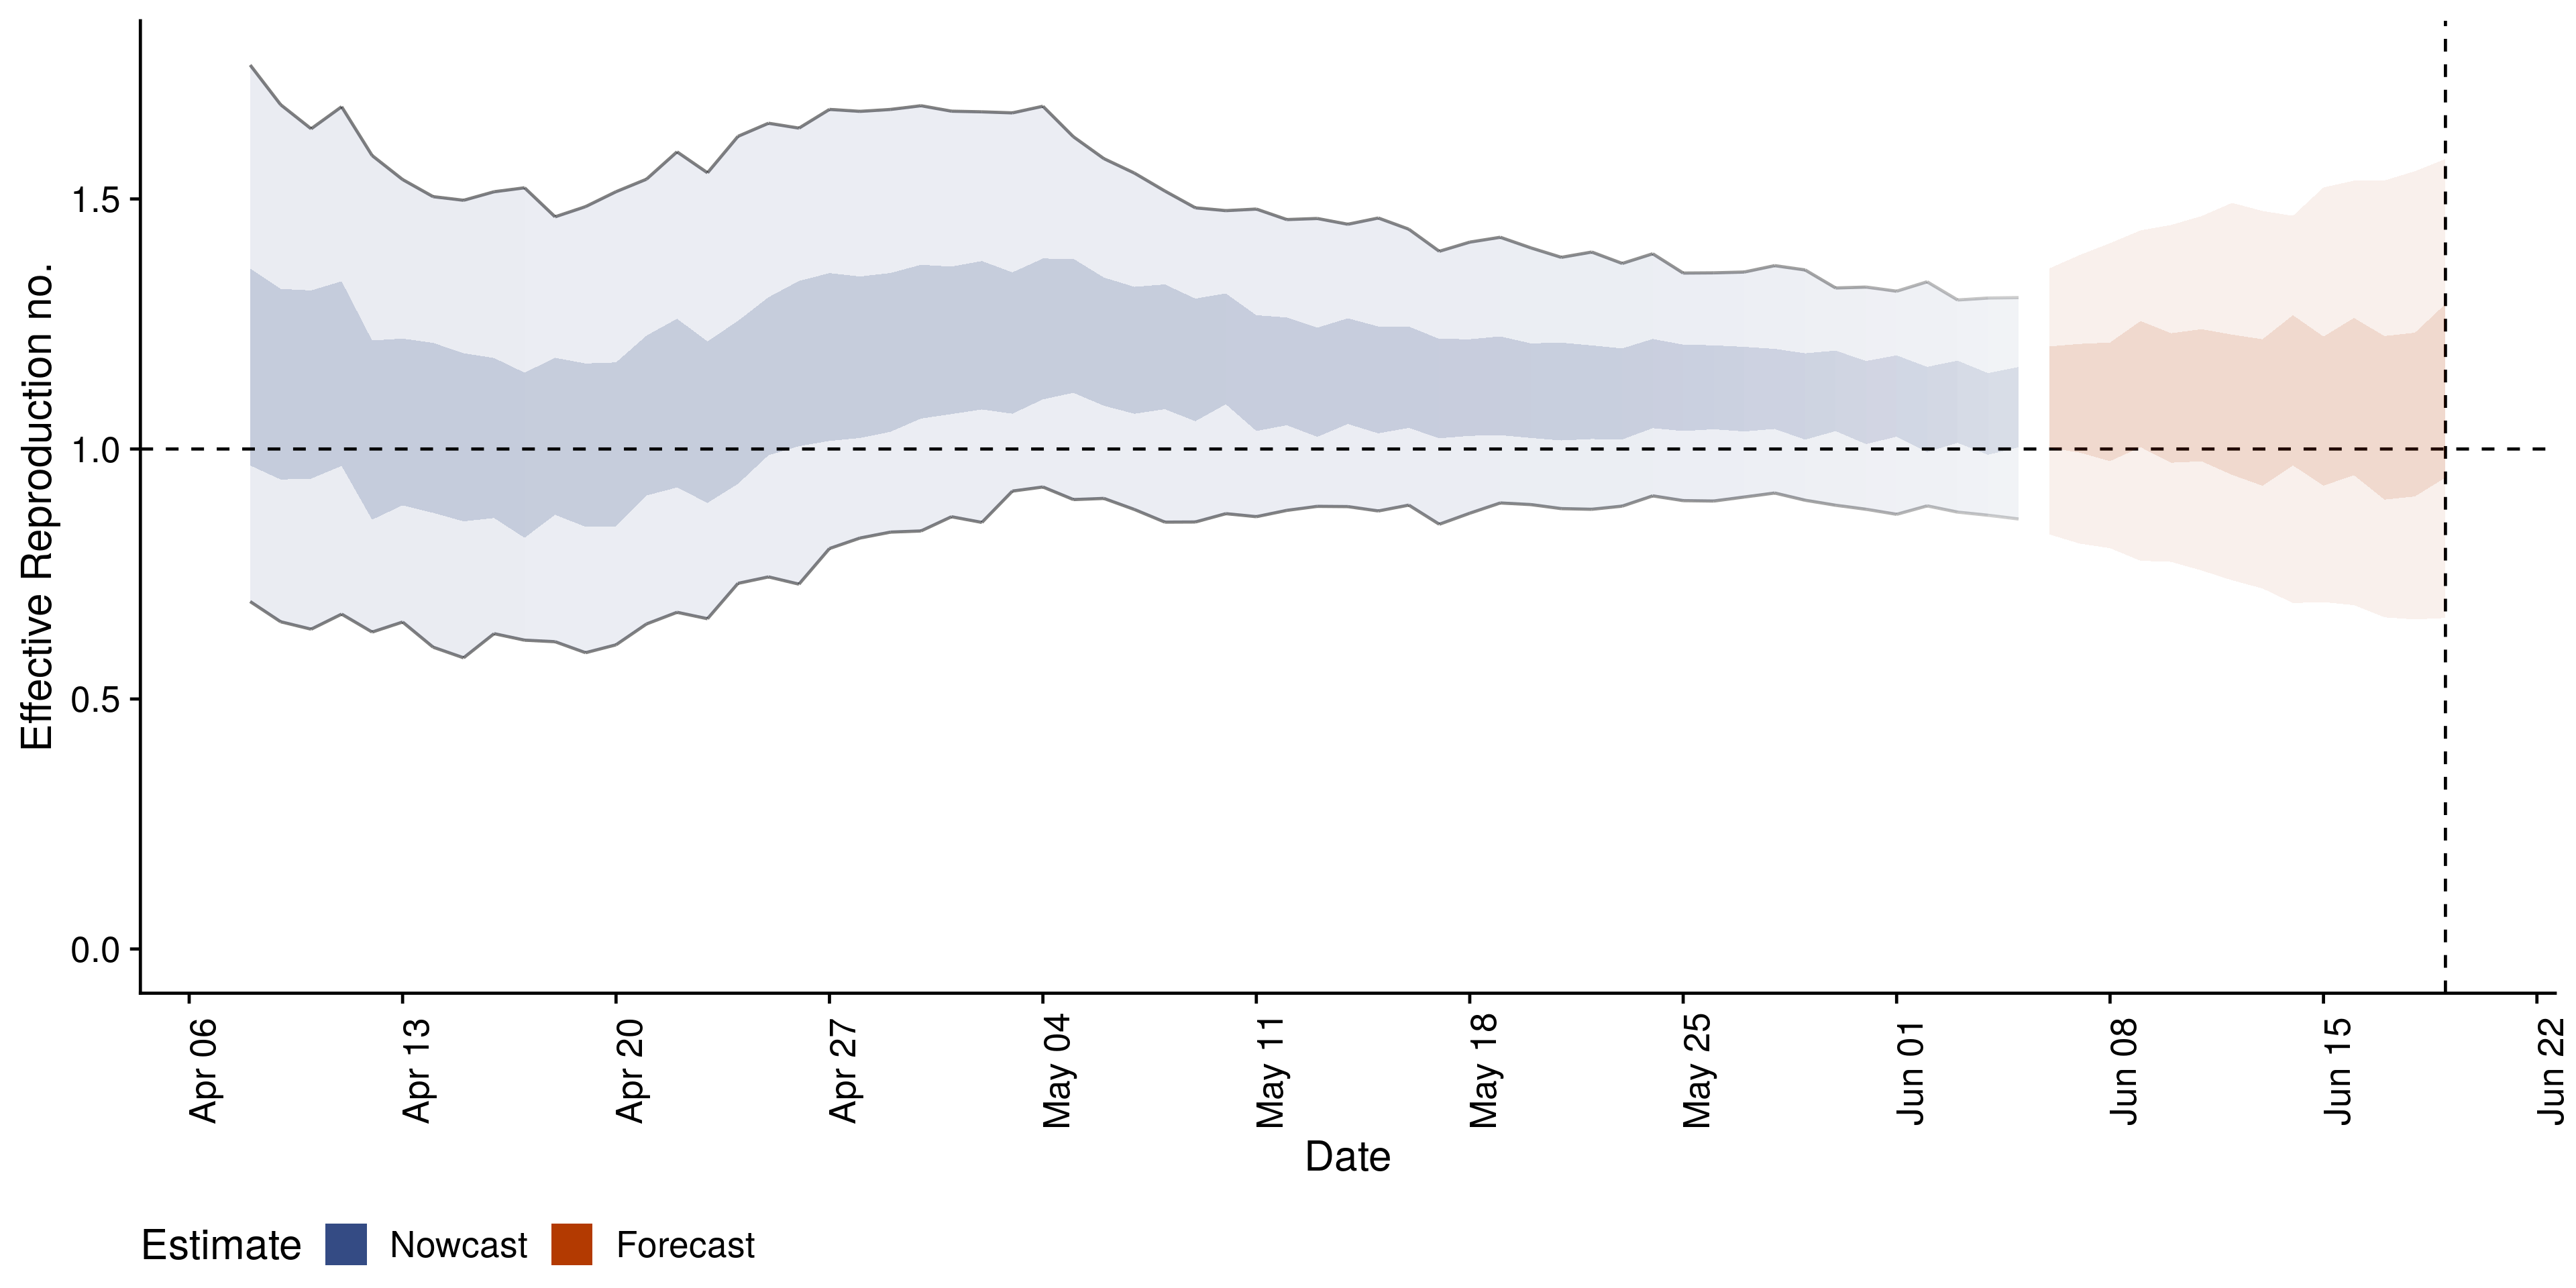 Effective Reproduction no.
1.5
1.0
0.5
0.0
Apr 06
Apr 13
Apr 20
Apr 27
May 04
May 11
May 18
May 25
Jun 01
Jun 08
Jun 15
Jun 22
Date
Estimate Nowcast Forecast